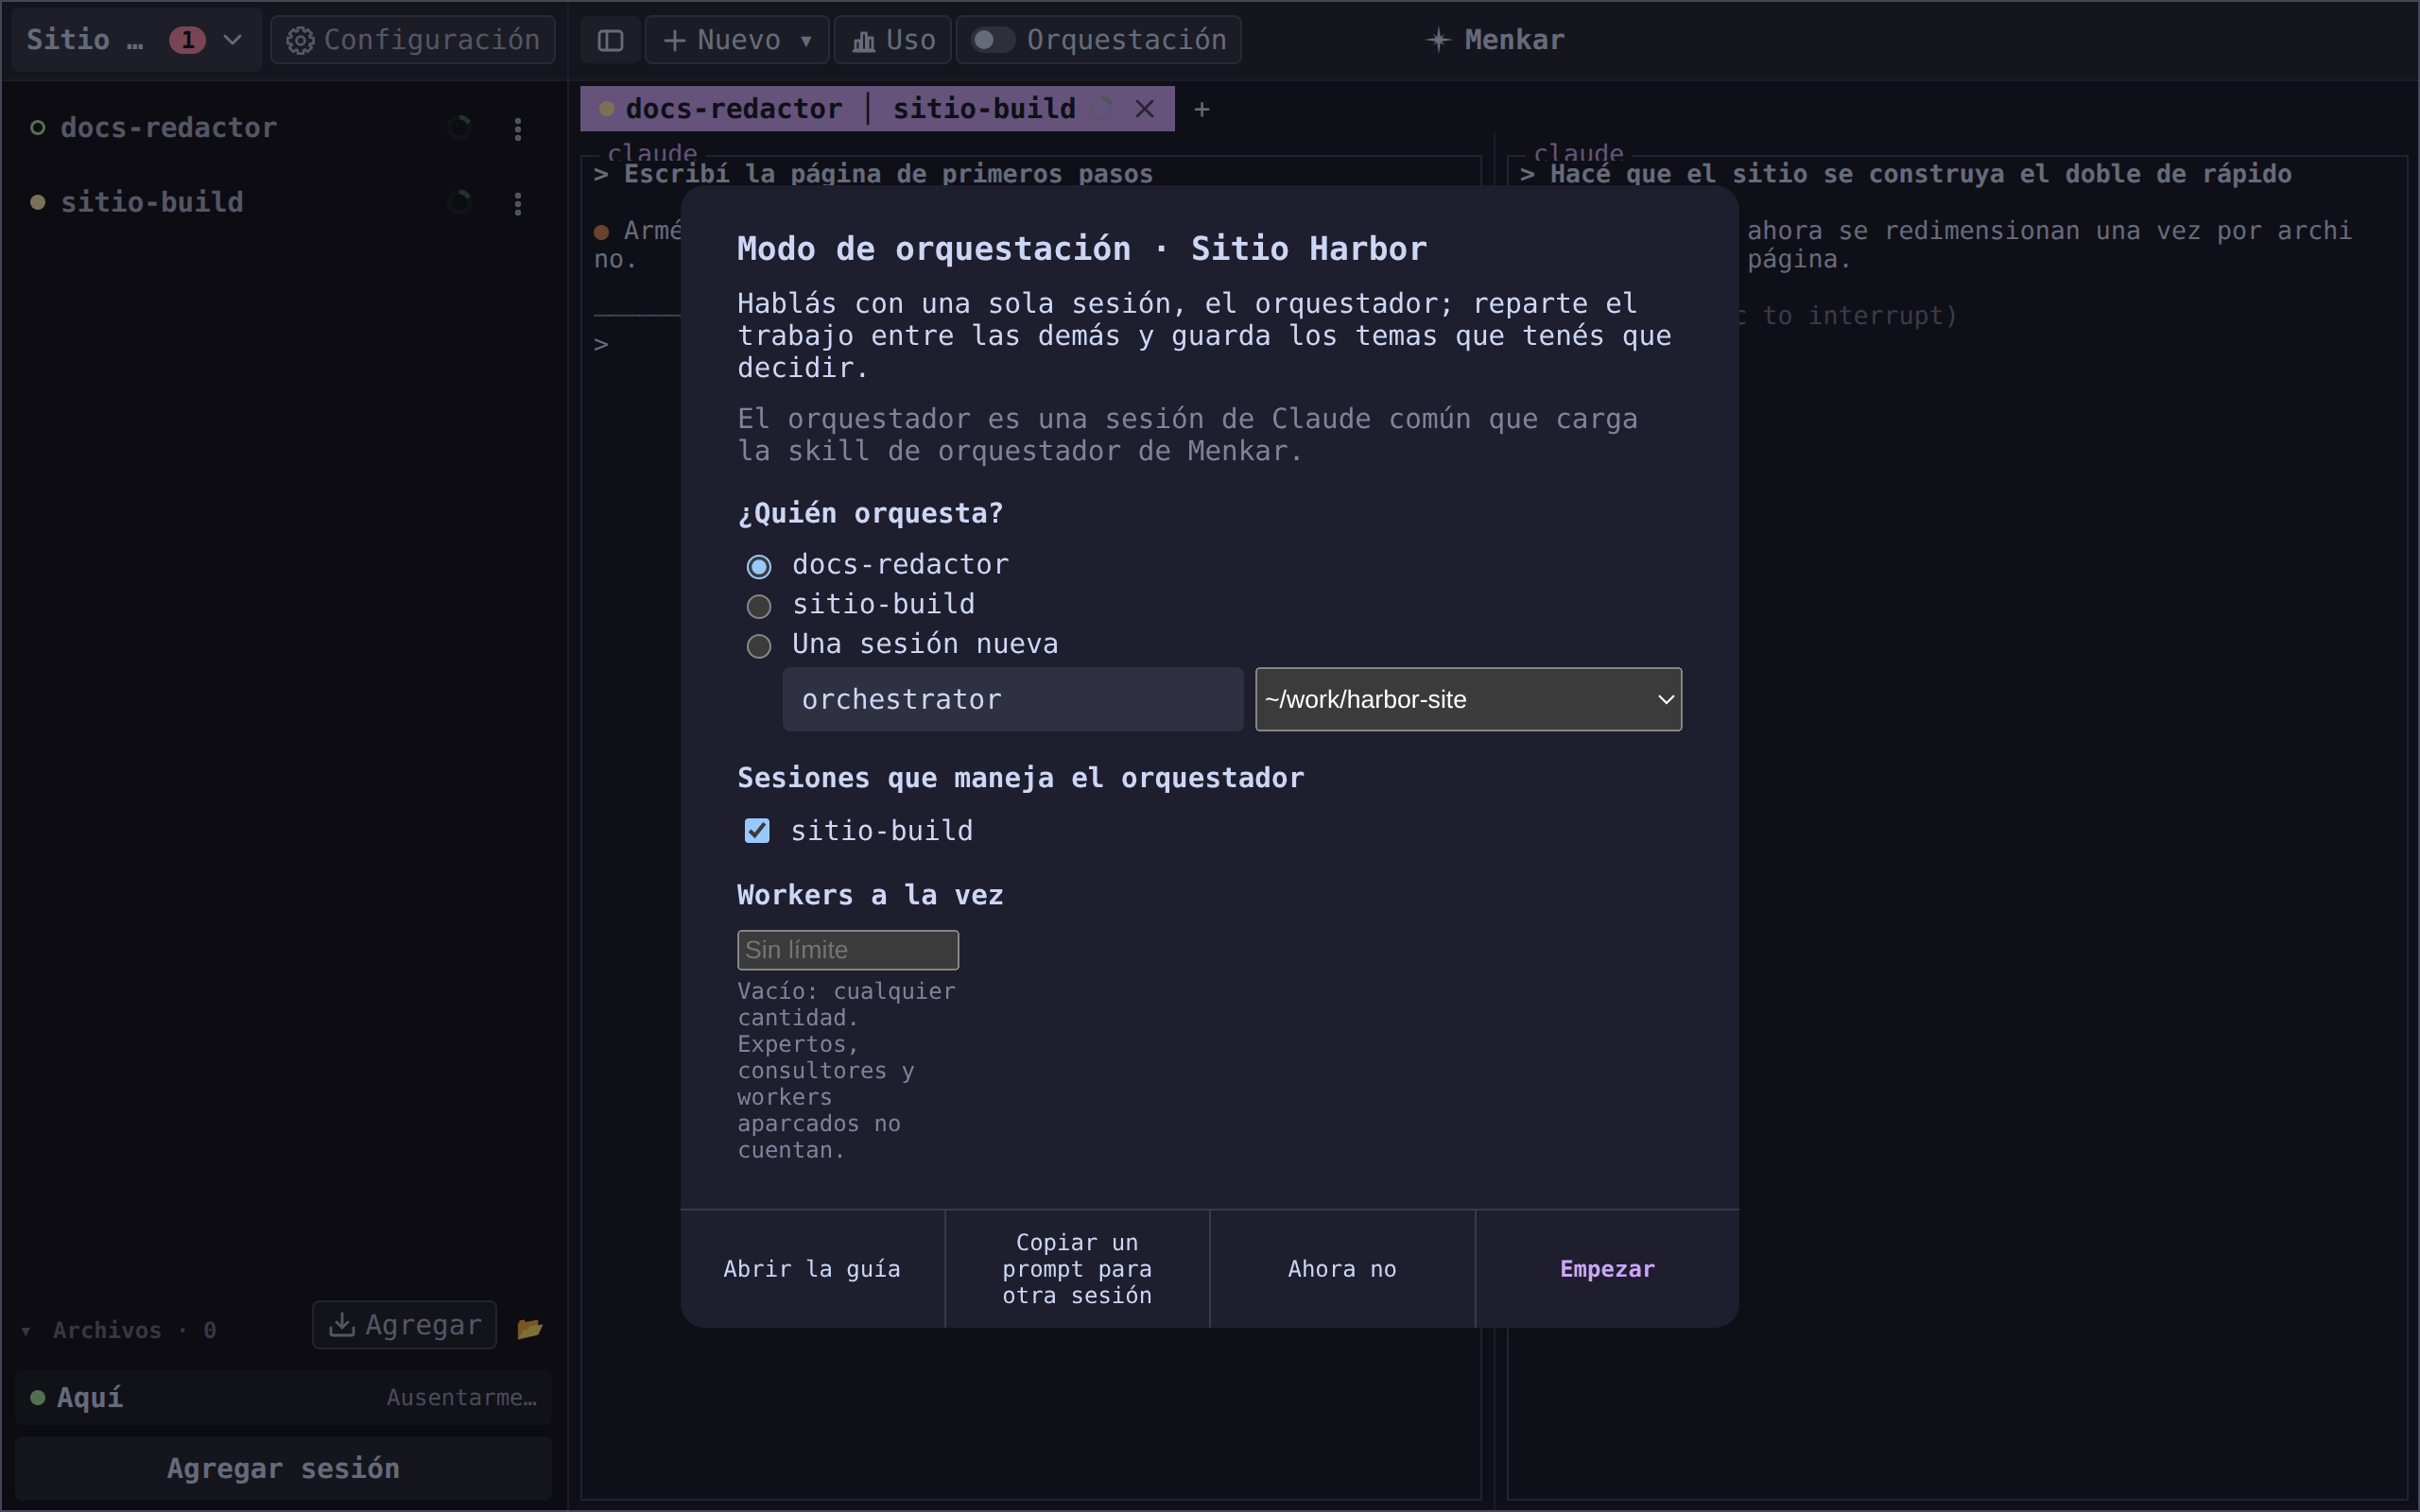 Sitio … 1
Configuración
Nuevo ▾
Uso
Orquestación
Menkar
docs-redactor
sitio-build
docs-redactor │ sitio-build
+
claude
> Escribí la página de primeros pasos
Armé
no.
>
claude
> Hacé que el sitio se construya el doble de rápido
ahora se redimensionan una vez por archi
página.
to interrupt)
Modo de orquestación · Sitio Harbor
Hablás con una sola sesión, el orquestador; reparte el
trabajo entre las demás y guarda los temas que tenés que
decidir.
El orquestador es una sesión de Claude común que carga
la skill de orquestador de Menkar.
¿Quién orquesta?
docs-redactor
sitio-build
Una sesión nueva
orchestrator
~/work/harbor-site
Sesiones que maneja el orquestador
sitio-build
Workers a la vez
Sin límite
Vacío: cualquier
cantidad.
Expertos,
consultores y
workers
aparcados no
cuentan.
Abrir la guía
Copiar un
prompt para
otra sesión
Ahora no
Empezar
▾ Archivos · 0
Agregar
Aquí
Ausentarme…
Agregar sesión